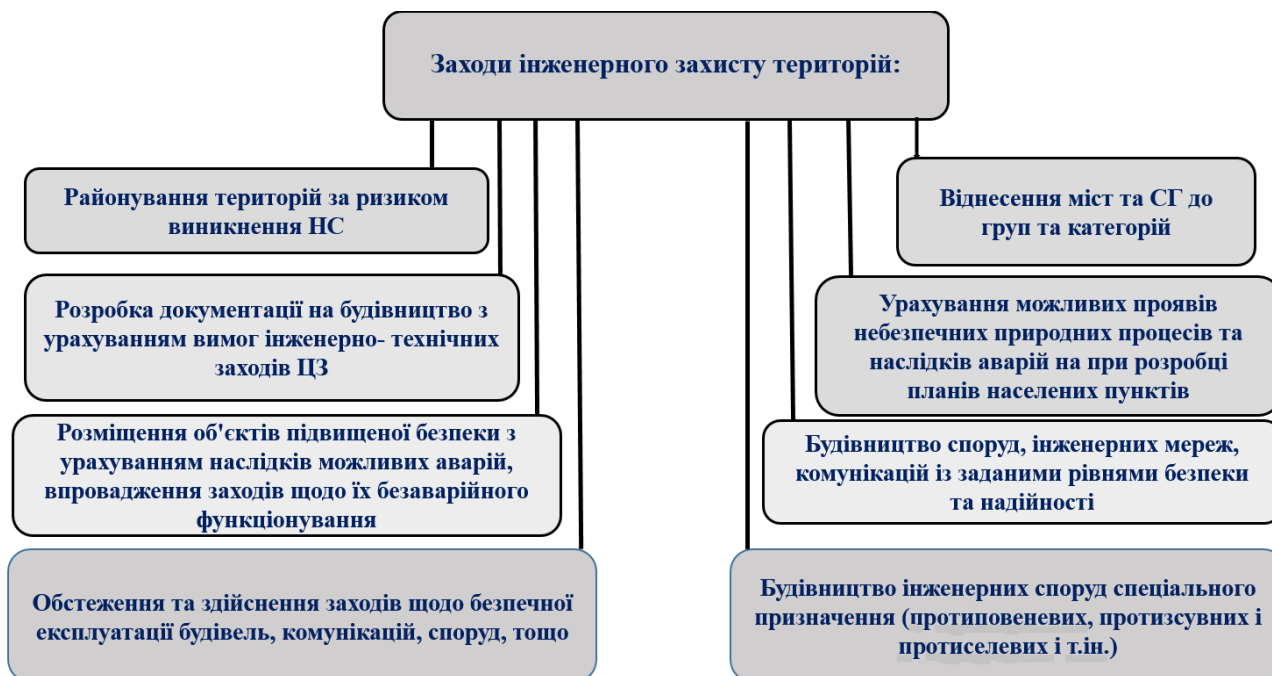 Заходи інженерного захисту територій:
Районування територій за ризиком
виникнення НС
Розробка документації на будівництво з
урахуванням вимог інженерно- технічних
заходів ЦЗ
Розміщення об'єктів підвищеної безпеки з
урахуванням наслідків можливих аварій,
впровадження заходів щодо їх безаварійного
функціонування
Обстеження та здійснення заходів щодо безпечної
експлуатації будівель, комунікацій, споруд, тощо
Віднесення міст та СГ до
груп та категорій
Урахування можливих проявів
небезпечних природних процесів та
наслідків аварій на при розробці
планів населених пунктів
Будівництво споруд, інженерних мереж,
комунікацій із заданими рівнями безпеки
та надійності
Будівництво інженерних споруд спеціального
призначення (протиповеневих, протизсувних і
протиселевих і т.ін.)